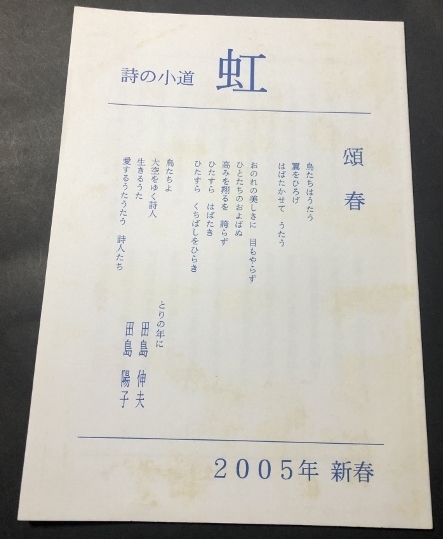 詩の小道 虹
頌春
鳥たちはうたう
翼をひろげ
はばたかせて うたう
おのれの美しさに 目もやらず
ひとたちのおよばぬ
高みを翔るを 誇らず
ひたすら はばたき
ひたすら くちばしをひらき
鳥たちよ
大空をゆく詩人
生きるうた
愛するうたうたう 詩人たち
とりの年に
田島 伸夫
田島 陽子
2005年 新春